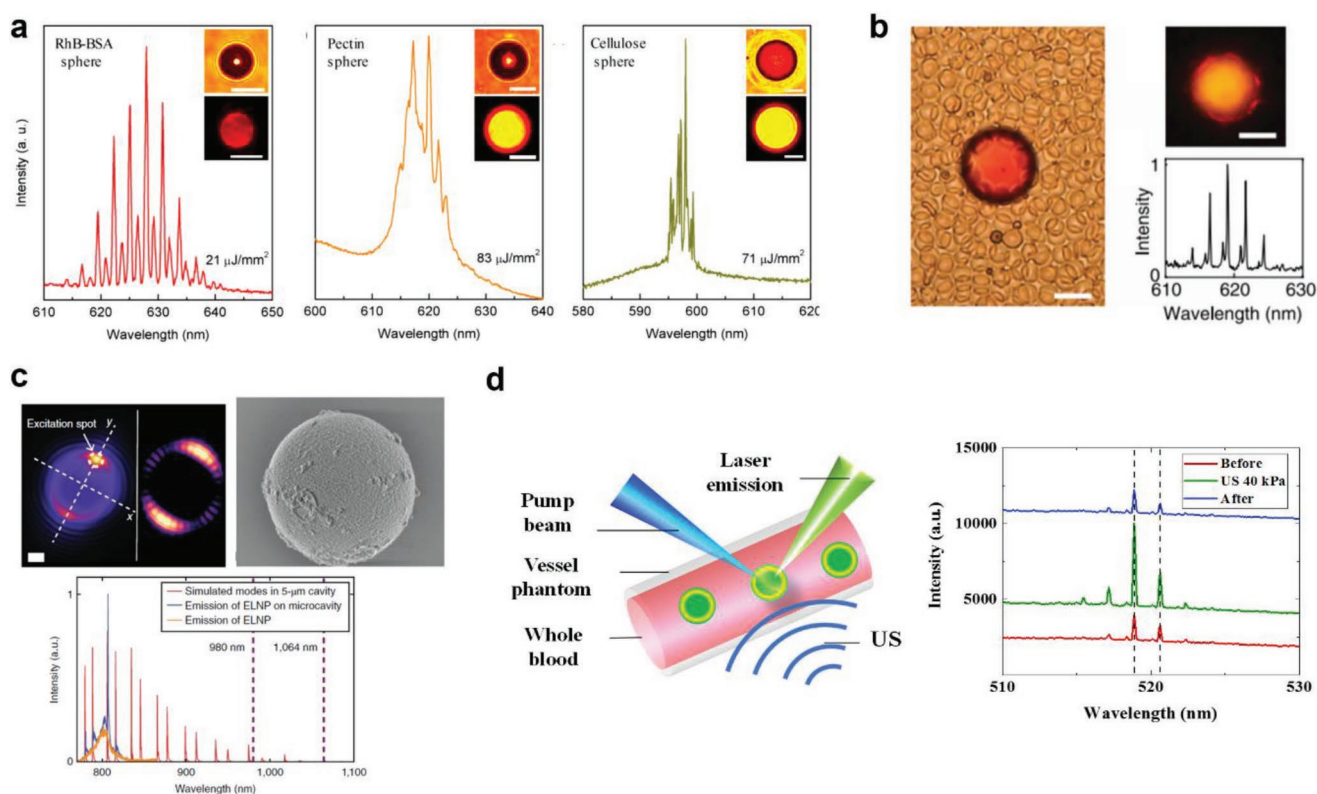 a
RhB-BSA
sphere
21 μJ/mm²
Intensity (a. u.)
610 620 630 640 650
Wavelength (nm)
Pectin
sphere
83 μJ/mm²
600 610 620 630 640
Wavelength (nm)
Cellulose
sphere
71 μJ/mm²
580 590 600 610 620
Wavelength (nm)
b
1
Intensity
0
610 620 630
Wavelength (nm)
c
Excitation spot
y
x
1
Intensity (a.u.)
0
Simulated modes in 5-μm cavity
Emission of ELNP on microcavity
Emission of ELNP
980 nm
1,064 nm
800 900 1,000 1,100
Wavelength (nm)
d
Laser
emission
Pump
beam
Vessel
phantom
Whole
blood
US
15000
10000
5000
Intensity (a.u.)
Before
US 40 kPa
After
510 520 530
Wavelength (nm)